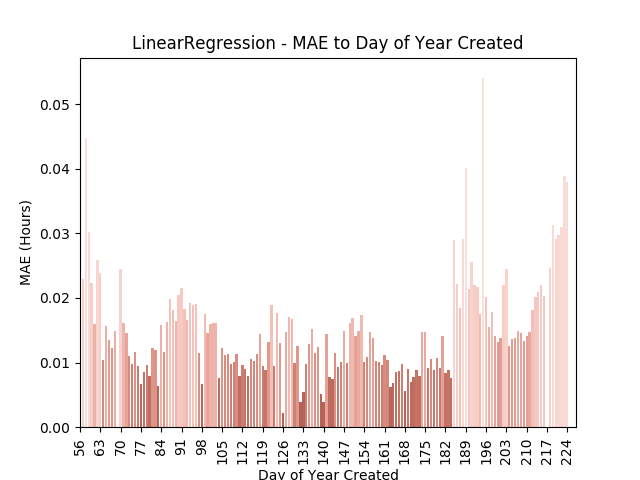 LinearRegression - MAE to Day of Year Created
MAE (Hours)
0.05
0.04
0.03
0.02
0.01
0.00
56 63 70 77 84 91 98 105 112 119 126 133 140 147 154 161 168 175 182 189 196 203 210 217 224
Day of Year Created